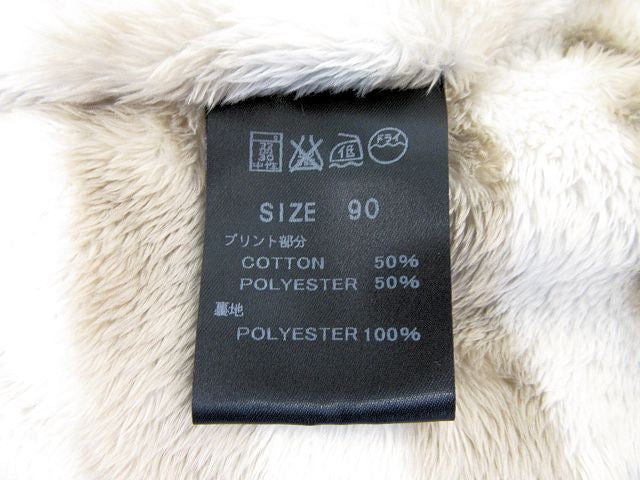 低 ドライ
SIZE 90
プリント部分
COTTON 50%
POLYESTER 50%
裏地
POLYESTER 100%